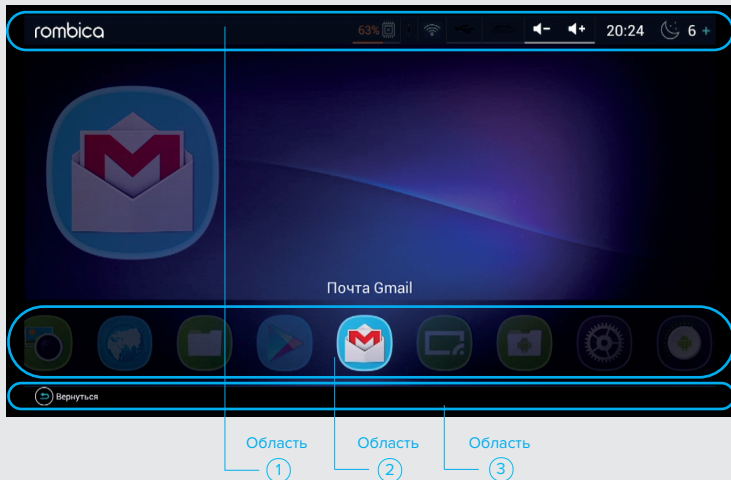 rombica 63% 20:24 6 +
Почта Gmail
Вернуться
Область Область Область
1 2 3